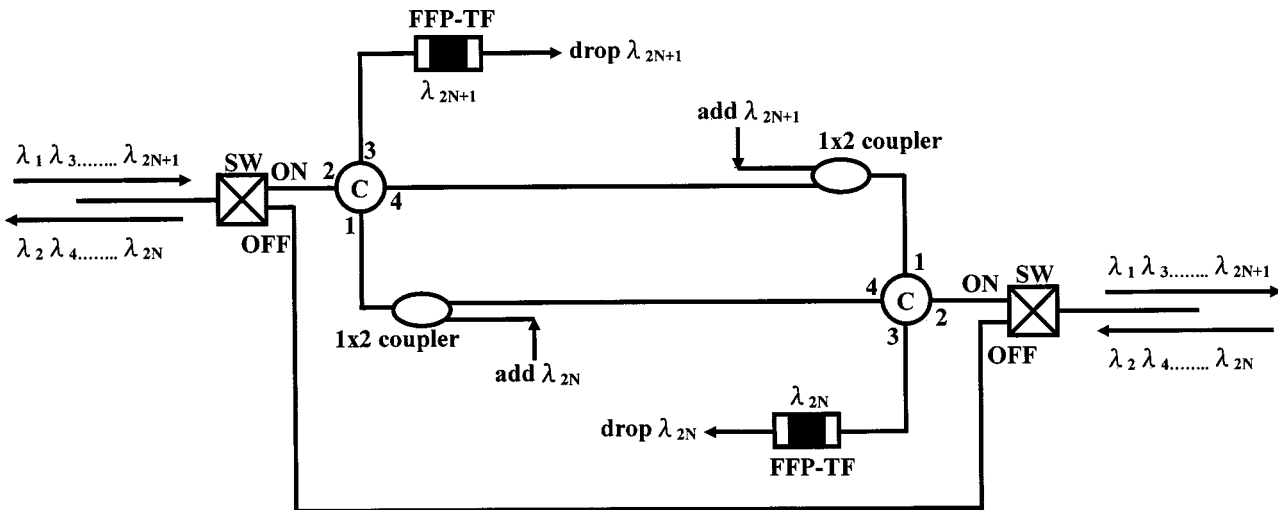 FFP-TF
drop λ 2N+1
λ 2N+1
add λ 2N+1
1x2 coupler
λ 1 λ 3........ λ 2N+1
SW
ON
2
3
C
4
1
OFF
λ 2 λ 4........ λ 2N
1
4
C
2
3
ON
SW
OFF
λ 1 λ 3........ λ 2N+1
λ 2 λ 4........ λ 2N
1x2 coupler
add λ 2N
λ 2N
drop λ 2N
FFP-TF